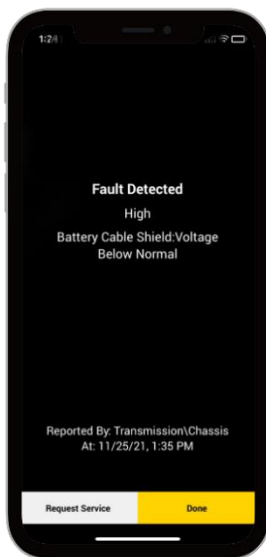 1:24
Fault Detected
High
Battery Cable Shield:Voltage
Below Normal
Reported By: Transmission\Chassis
At: 11/25/21, 1:35 PM
Request Service
Done